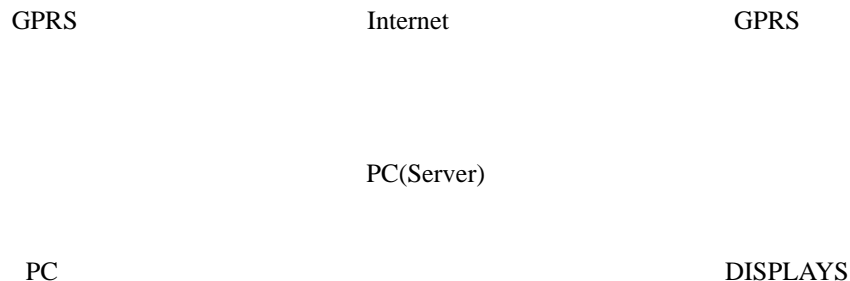 GPRS Internet GPRS
PC(Server)
PC DISPLAYS